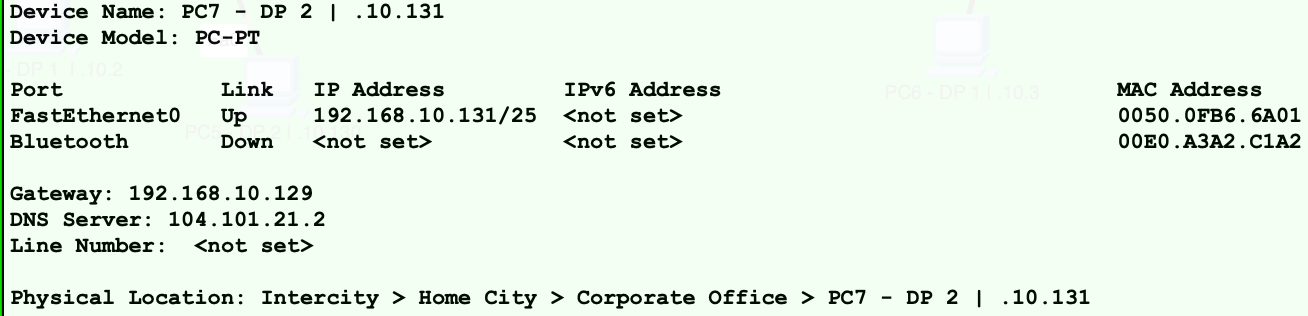 Device Name: PC7 - DP 2 | .10.131
Device Model: PC-PT
DP 1 | .10.2
PC6 - DP 1 | .10.3
Port Link IP Address IPv6 Address MAC Address
FastEthernet0 Up 192.168.10.131/25 <not set> 0050.0FB6.6A01
Bluetooth Down <not set> <not set> 00E0.A3A2.C1A2
Gateway: 192.168.10.129
DNS Server: 104.101.21.2
Line Number: <not set>
Physical Location: Intercity > Home City > Corporate Office > PC7 - DP 2 | .10.131